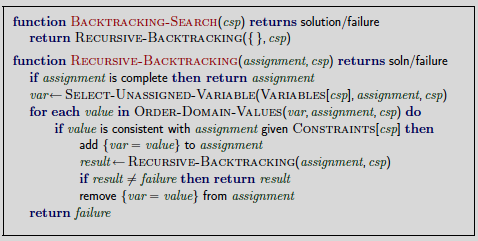 function BACKTRACKING-SEARCH(csp) returns solution/failure
return RECURSIVE-BACKTRACKING({ }, csp)
function RECURSIVE-BACKTRACKING(assignment, csp) returns soln/failure
if assignment is complete then return assignment
var ← SELECT-UNASSIGNED-VARIABLE(VARIABLES[csp], assignment, csp)
for each value in ORDER-DOMAIN-VALUES(var, assignment, csp) do
if value is consistent with assignment given CONSTRAINTS[csp] then
add {var = value} to assignment
result ← RECURSIVE-BACKTRACKING(assignment, csp)
if result ≠ failure then return result
remove {var = value} from assignment
return failure